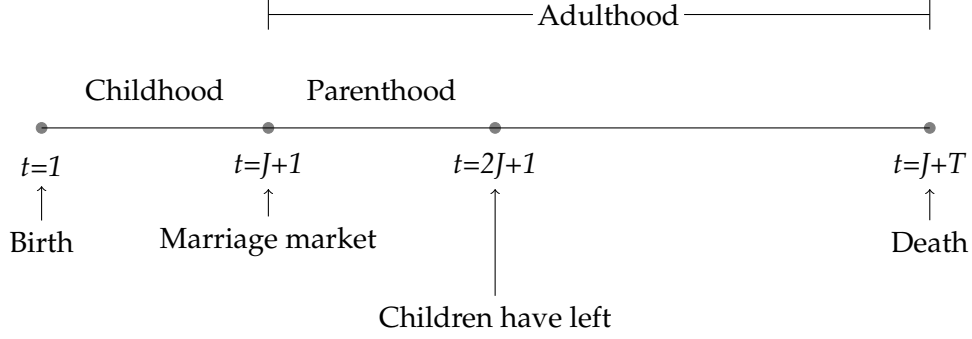 Adulthood
Childhood Parenthood
t=1 t=J+1 t=2J+1 t=J+T
Birth Marriage market Death
Children have left